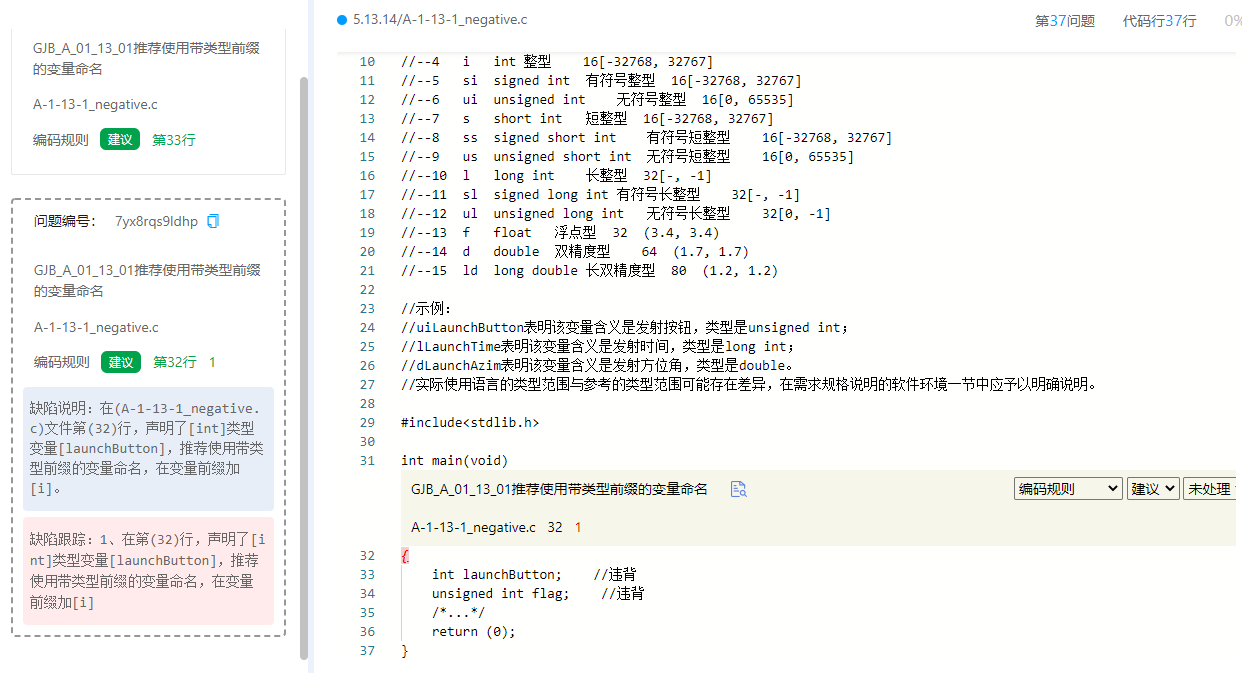 GJB_A_01_13_01推荐使用带类型前缀
的变量命名
A-1-13-1_negative.c
编码规则 建议 第33行
问题编号： 7yx8rqs9ldhp
GJB_A_01_13_01推荐使用带类型前缀
的变量命名
A-1-13-1_negative.c
编码规则 建议 第32行 1
缺陷说明：在(A-1-13-1_negative.
c)文件第(32)行，声明了[int]类型
变量[launchButton]，推荐使用带类
型前缀的变量命名，在变量前缀加
[i]。
缺陷跟踪：1、在第(32)行，声明了[i
nt]类型变量[launchButton]，推荐
使用带类型前缀的变量命名，在变量
前缀加[i]
5.13.14/A-1-13-1_negative.c 第37问题 代码行37行 0%
10 //--4 i int 整型 16[-32768, 32767]
11 //--5 si signed int 有符号整型 16[-32768, 32767]
12 //--6 ui unsigned int 无符号整型 16[0, 65535]
13 //--7 s short int 短整型 16[-32768, 32767]
14 //--8 ss signed short int 有符号短整型 16[-32768, 32767]
15 //--9 us unsigned short int 无符号短整型 16[0, 65535]
16 //--10 l long int 长整型 32[-, -1]
17 //--11 sl signed long int 有符号长整型 32[-, -1]
18 //--12 ul unsigned long int 无符号长整型 32[0, -1]
19 //--13 f float 浮点型 32 (3.4, 3.4)
20 //--14 d double 双精度型 64 (1.7, 1.7)
21 //--15 ld long double 长双精度型 80 (1.2, 1.2)
22
23 //示例：
24 //uiLaunchButton表明该变量含义是发射按钮，类型是unsigned int；
25 //lLaunchTime表明该变量含义是发射时间，类型是long int；
26 //dLaunchAzim表明该变量含义是发射方位角，类型是double。
27 //实际使用语言的类型范围与参考的类型范围可能存在差异，在需求规格说明的软件环境一节中应予以明确说明。
28
29 #include<stdlib.h>
30
31 int main(void)
GJB_A_01_13_01推荐使用带类型前缀的变量命名 编码规则 建议 未处理
A-1-13-1_negative.c 32 1
32 {
33 int launchButton; //违背
34 unsigned int flag; //违背
35 /*...*/
36 return (0);
37 }